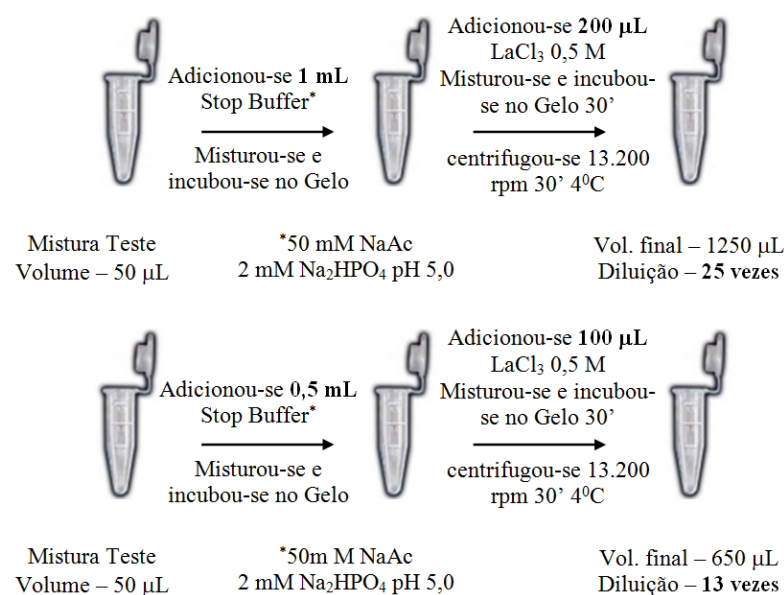 Adicionou-se 1 mL
Stop Buffer*
Misturou-se e
incubou-se no Gelo
Adicionou-se 200 µL
LaCl₃ 0,5 M
Misturou-se e incubou-
se no Gelo 30’
centrifugou-se 13.200
rpm 30’ 4⁰C
Mistura Teste
Volume – 50 µL
*50 mM NaAc
2 mM Na₂HPO₄ pH 5,0
Vol. final – 1250 µL
Diluição – 25 vezes
Adicionou-se 0,5 mL
Stop Buffer*
Misturou-se e
incubou-se no Gelo
Adicionou-se 100 µL
LaCl₃ 0,5 M
Misturou-se e incubou-
se no Gelo 30’
centrifugou-se 13.200
rpm 30’ 4⁰C
Mistura Teste
Volume – 50 µL
*50m M NaAc
2 mM Na₂HPO₄ pH 5,0
Vol. final – 650 µL
Diluição – 13 vezes